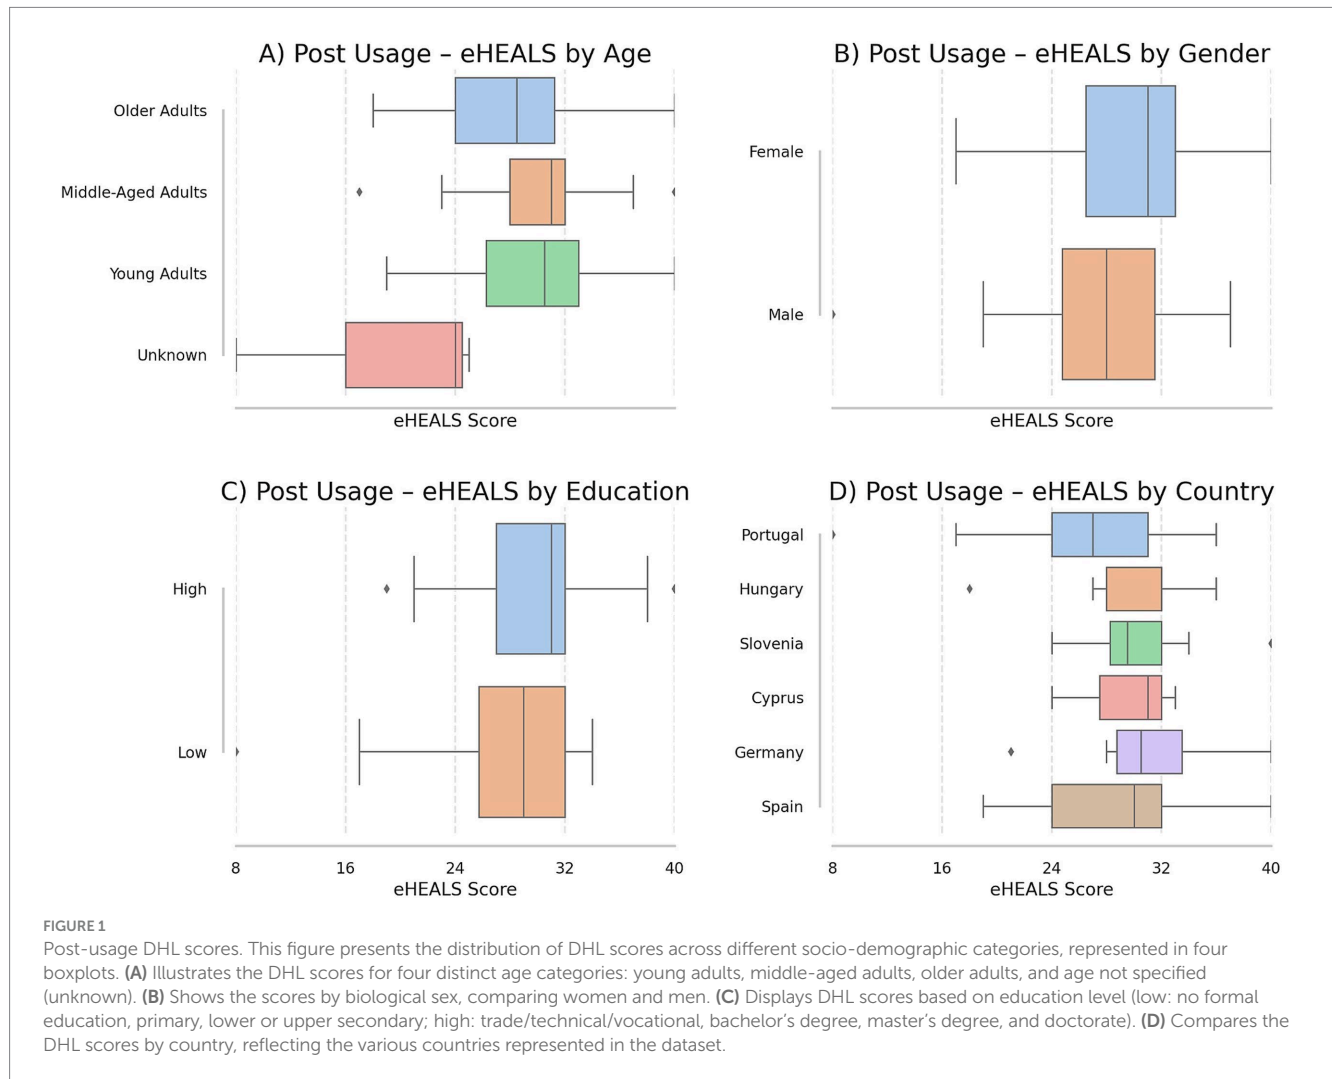 A) Post Usage – eHEALS by Age
Older Adults
Middle-Aged Adults
Young Adults
Unknown
eHEALS Score
B) Post Usage – eHEALS by Gender
Female
Male
eHEALS Score
C) Post Usage – eHEALS by Education
High
Low
8 16 24 32 40
eHEALS Score
D) Post Usage – eHEALS by Country
Portugal
Hungary
Slovenia
Cyprus
Germany
Spain
8 16 24 32 40
eHEALS Score
FIGURE 1
Post-usage DHL scores. This figure presents the distribution of DHL scores across different socio-demographic categories, represented in four
boxplots. (A) Illustrates the DHL scores for four distinct age categories: young adults, middle-aged adults, older adults, and age not specified
(unknown). (B) Shows the scores by biological sex, comparing women and men. (C) Displays DHL scores based on education level (low: no formal
education, primary, lower or upper secondary; high: trade/technical/vocational, bachelor's degree, master's degree, and doctorate). (D) Compares the
DHL scores by country, reflecting the various countries represented in the dataset.